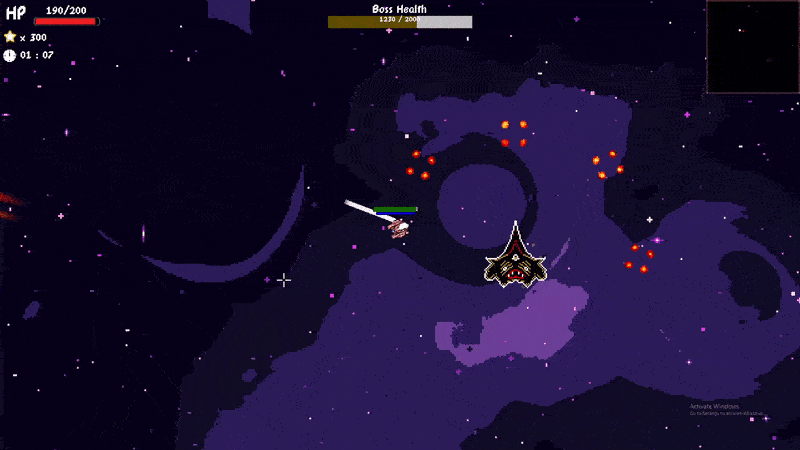 HP 190/200
x 300
01 : 07
Boss Health
1230 / 2000
Activate Windows